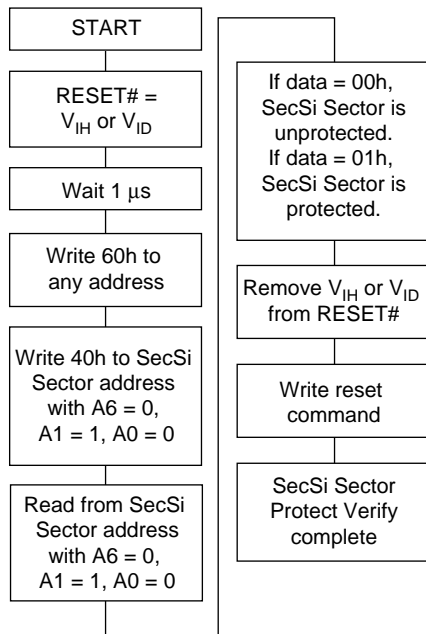 START
RESET# =
V_IH or V_ID
Wait 1 μs
Write 60h to
any address
Write 40h to SecSi
Sector address
with A6 = 0,
A1 = 1, A0 = 0
Read from SecSi
Sector address
with A6 = 0,
A1 = 1, A0 = 0
If data = 00h,
SecSi Sector is
unprotected.
If data = 01h,
SecSi Sector is
protected.
Remove V_IH or V_ID
from RESET#
Write reset
command
SecSi Sector
Protect Verify
complete